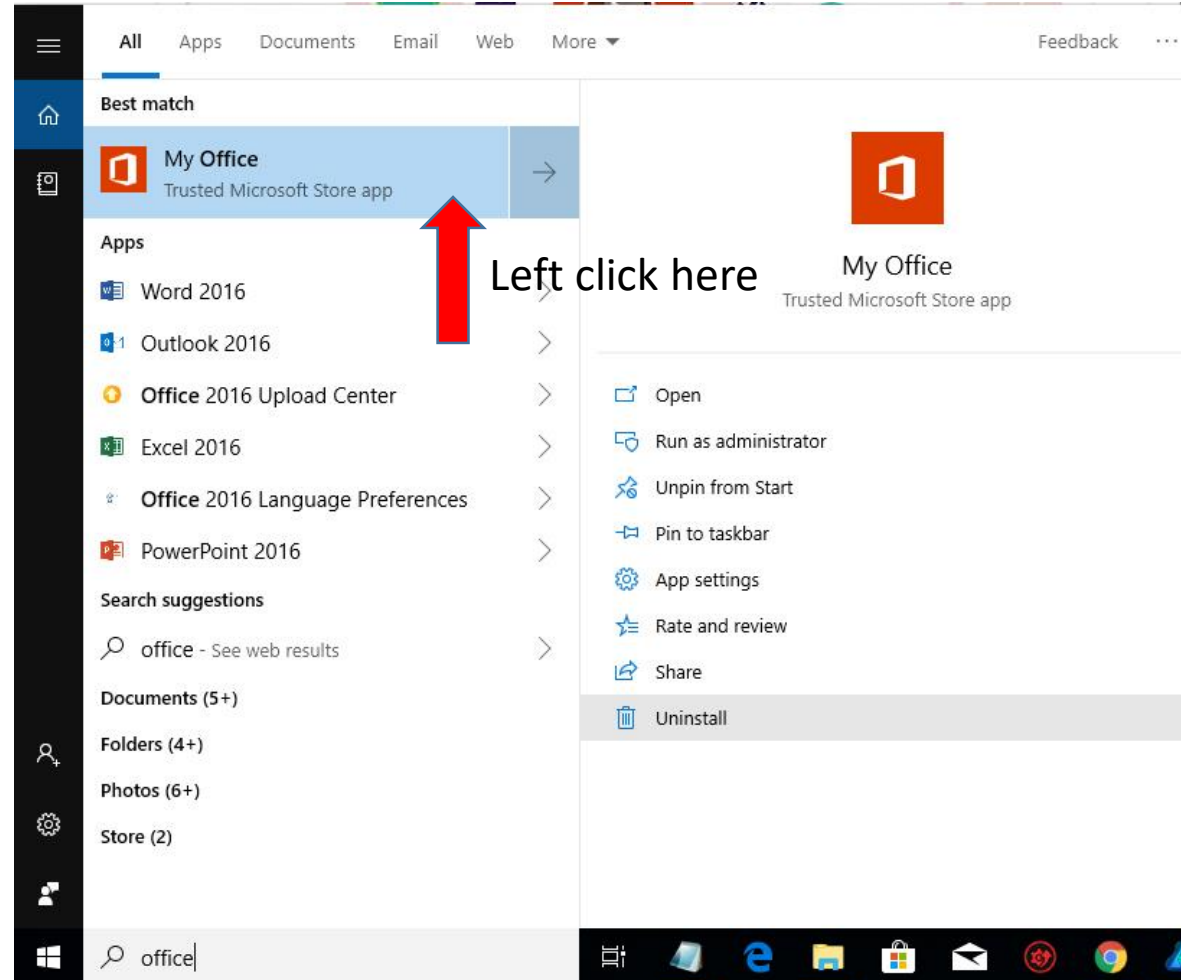 All Apps Documents Email Web More Feedback ...
Best match
My Office
Trusted Microsoft Store app
Apps
Word 2016
Outlook 2016
Office 2016 Upload Center
Excel 2016
Office 2016 Language Preferences
PowerPoint 2016
Search suggestions
office - See web results
Documents (5+)
Folders (4+)
Photos (6+)
Store (2)
office
Left click here
My Office
Trusted Microsoft Store app
Open
Run as administrator
Unpin from Start
Pin to taskbar
App settings
Rate and review
Share
Uninstall